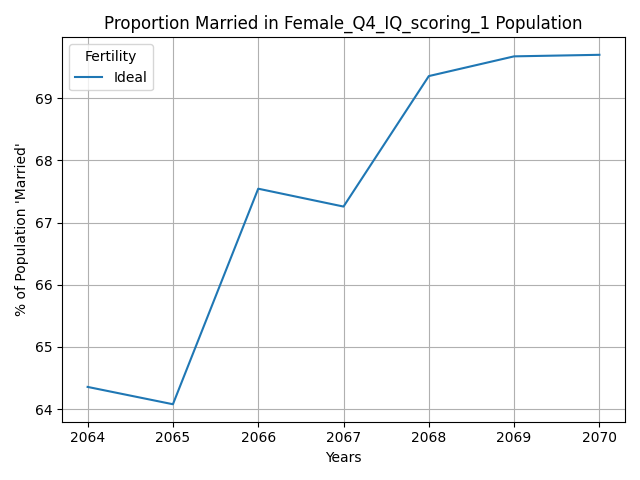 Proportion Married in Female_Q4_IQ_scoring_1 Population
Fertility
Ideal
% of Population 'Married'
69
68
67
66
65
64
2064 2065 2066 2067 2068 2069 2070
Years